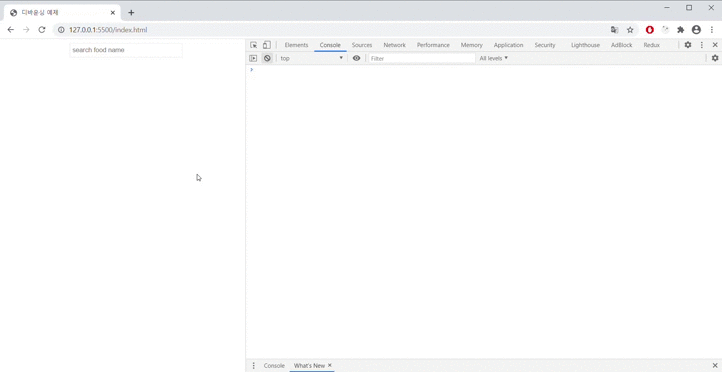 디바운싱 예제
127.0.0.1:5500/index.html
search food name
Elements Console Sources Network Performance Memory Application Security Lighthouse AdBlock Redux
top Filter All levels
Console What's New